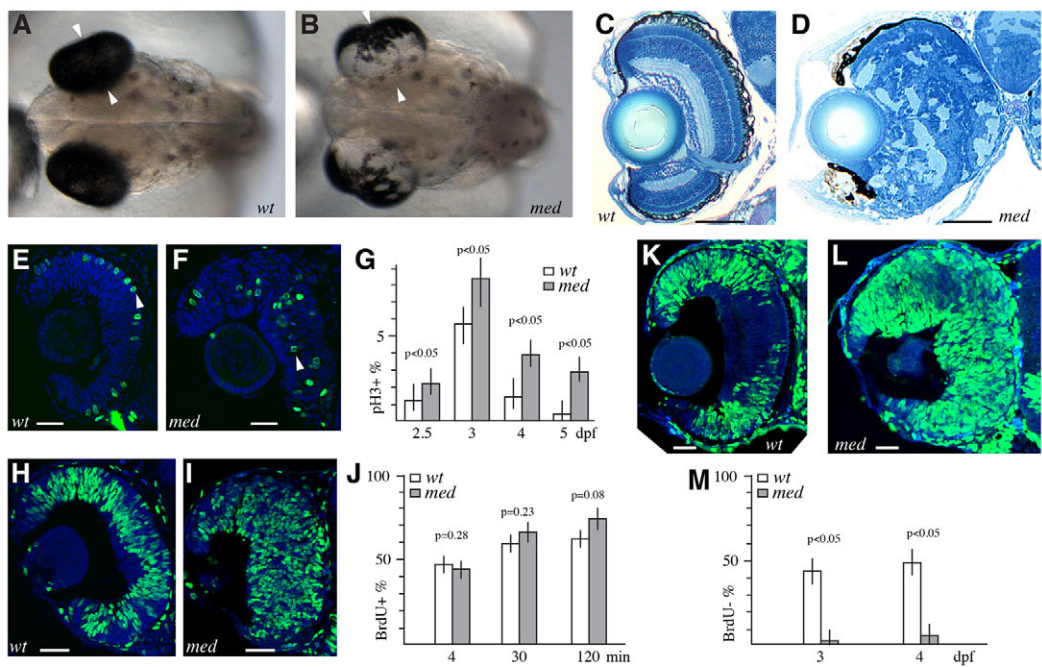 A
wt
B
med
C
wt
D
med
E
wt
F
med
G
wt
med
p<0.05
p<0.05
p<0.05
p<0.05
5
pH3+ %
2.5 3 4 5 dpf
K
wt
L
med
H
wt
I
med
J
100
wt
med
p=0.28
p=0.23
p=0.08
50
BrdU+ %
4 30 120 min
M
100
wt
med
p<0.05
p<0.05
50
BrdU- %
3 4 dpf